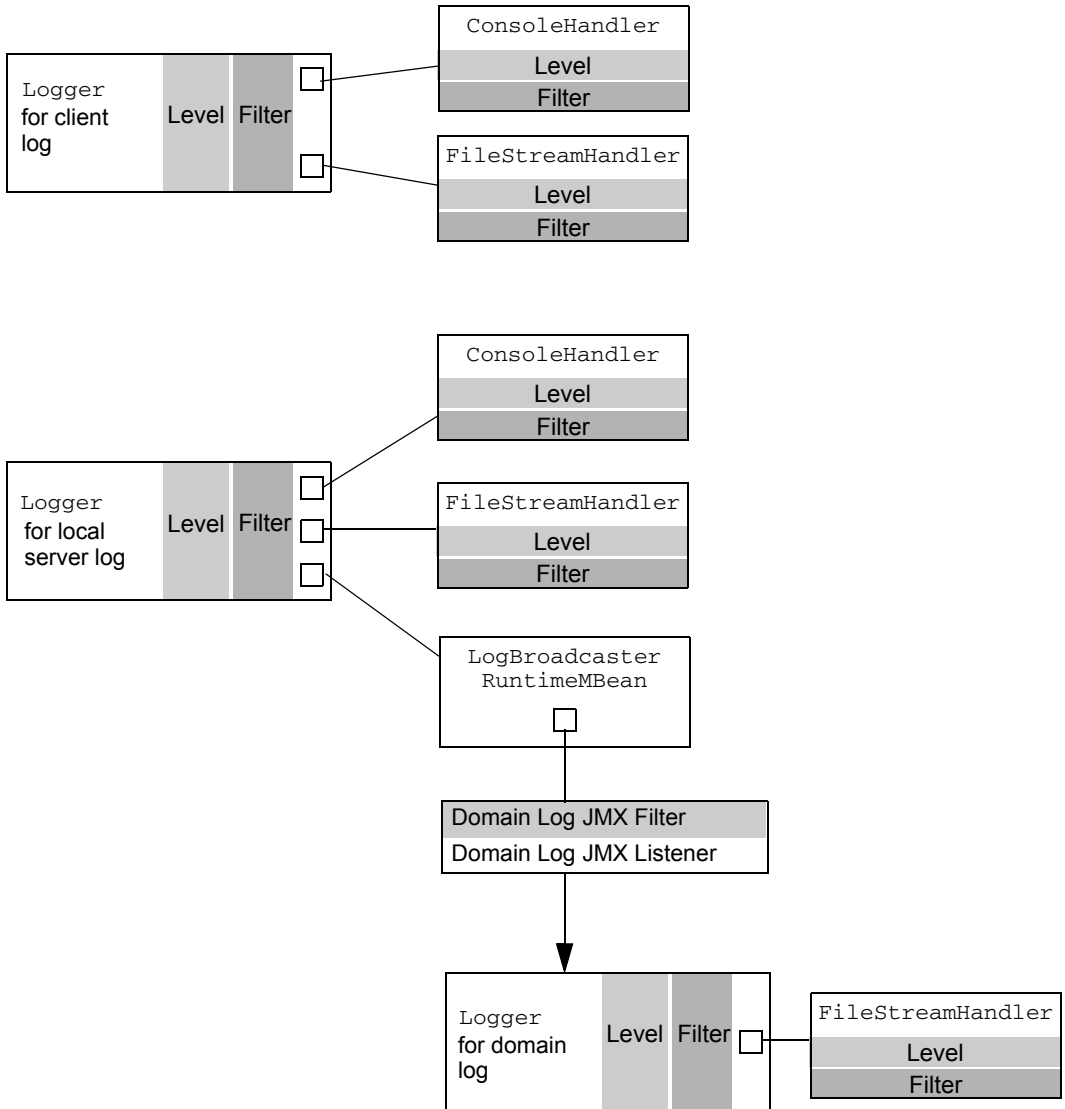 ConsoleHandler
Level
Filter
Logger
for client
log
Level
Filter
FileStreamHandler
Level
Filter
ConsoleHandler
Level
Filter
Logger
for local
server log
Level
Filter
FileStreamHandler
Level
Filter
LogBroadcaster
RuntimeMBean
Domain Log JMX Filter
Domain Log JMX Listener
Logger
for domain
log
Level
Filter
FileStreamHandler
Level
Filter